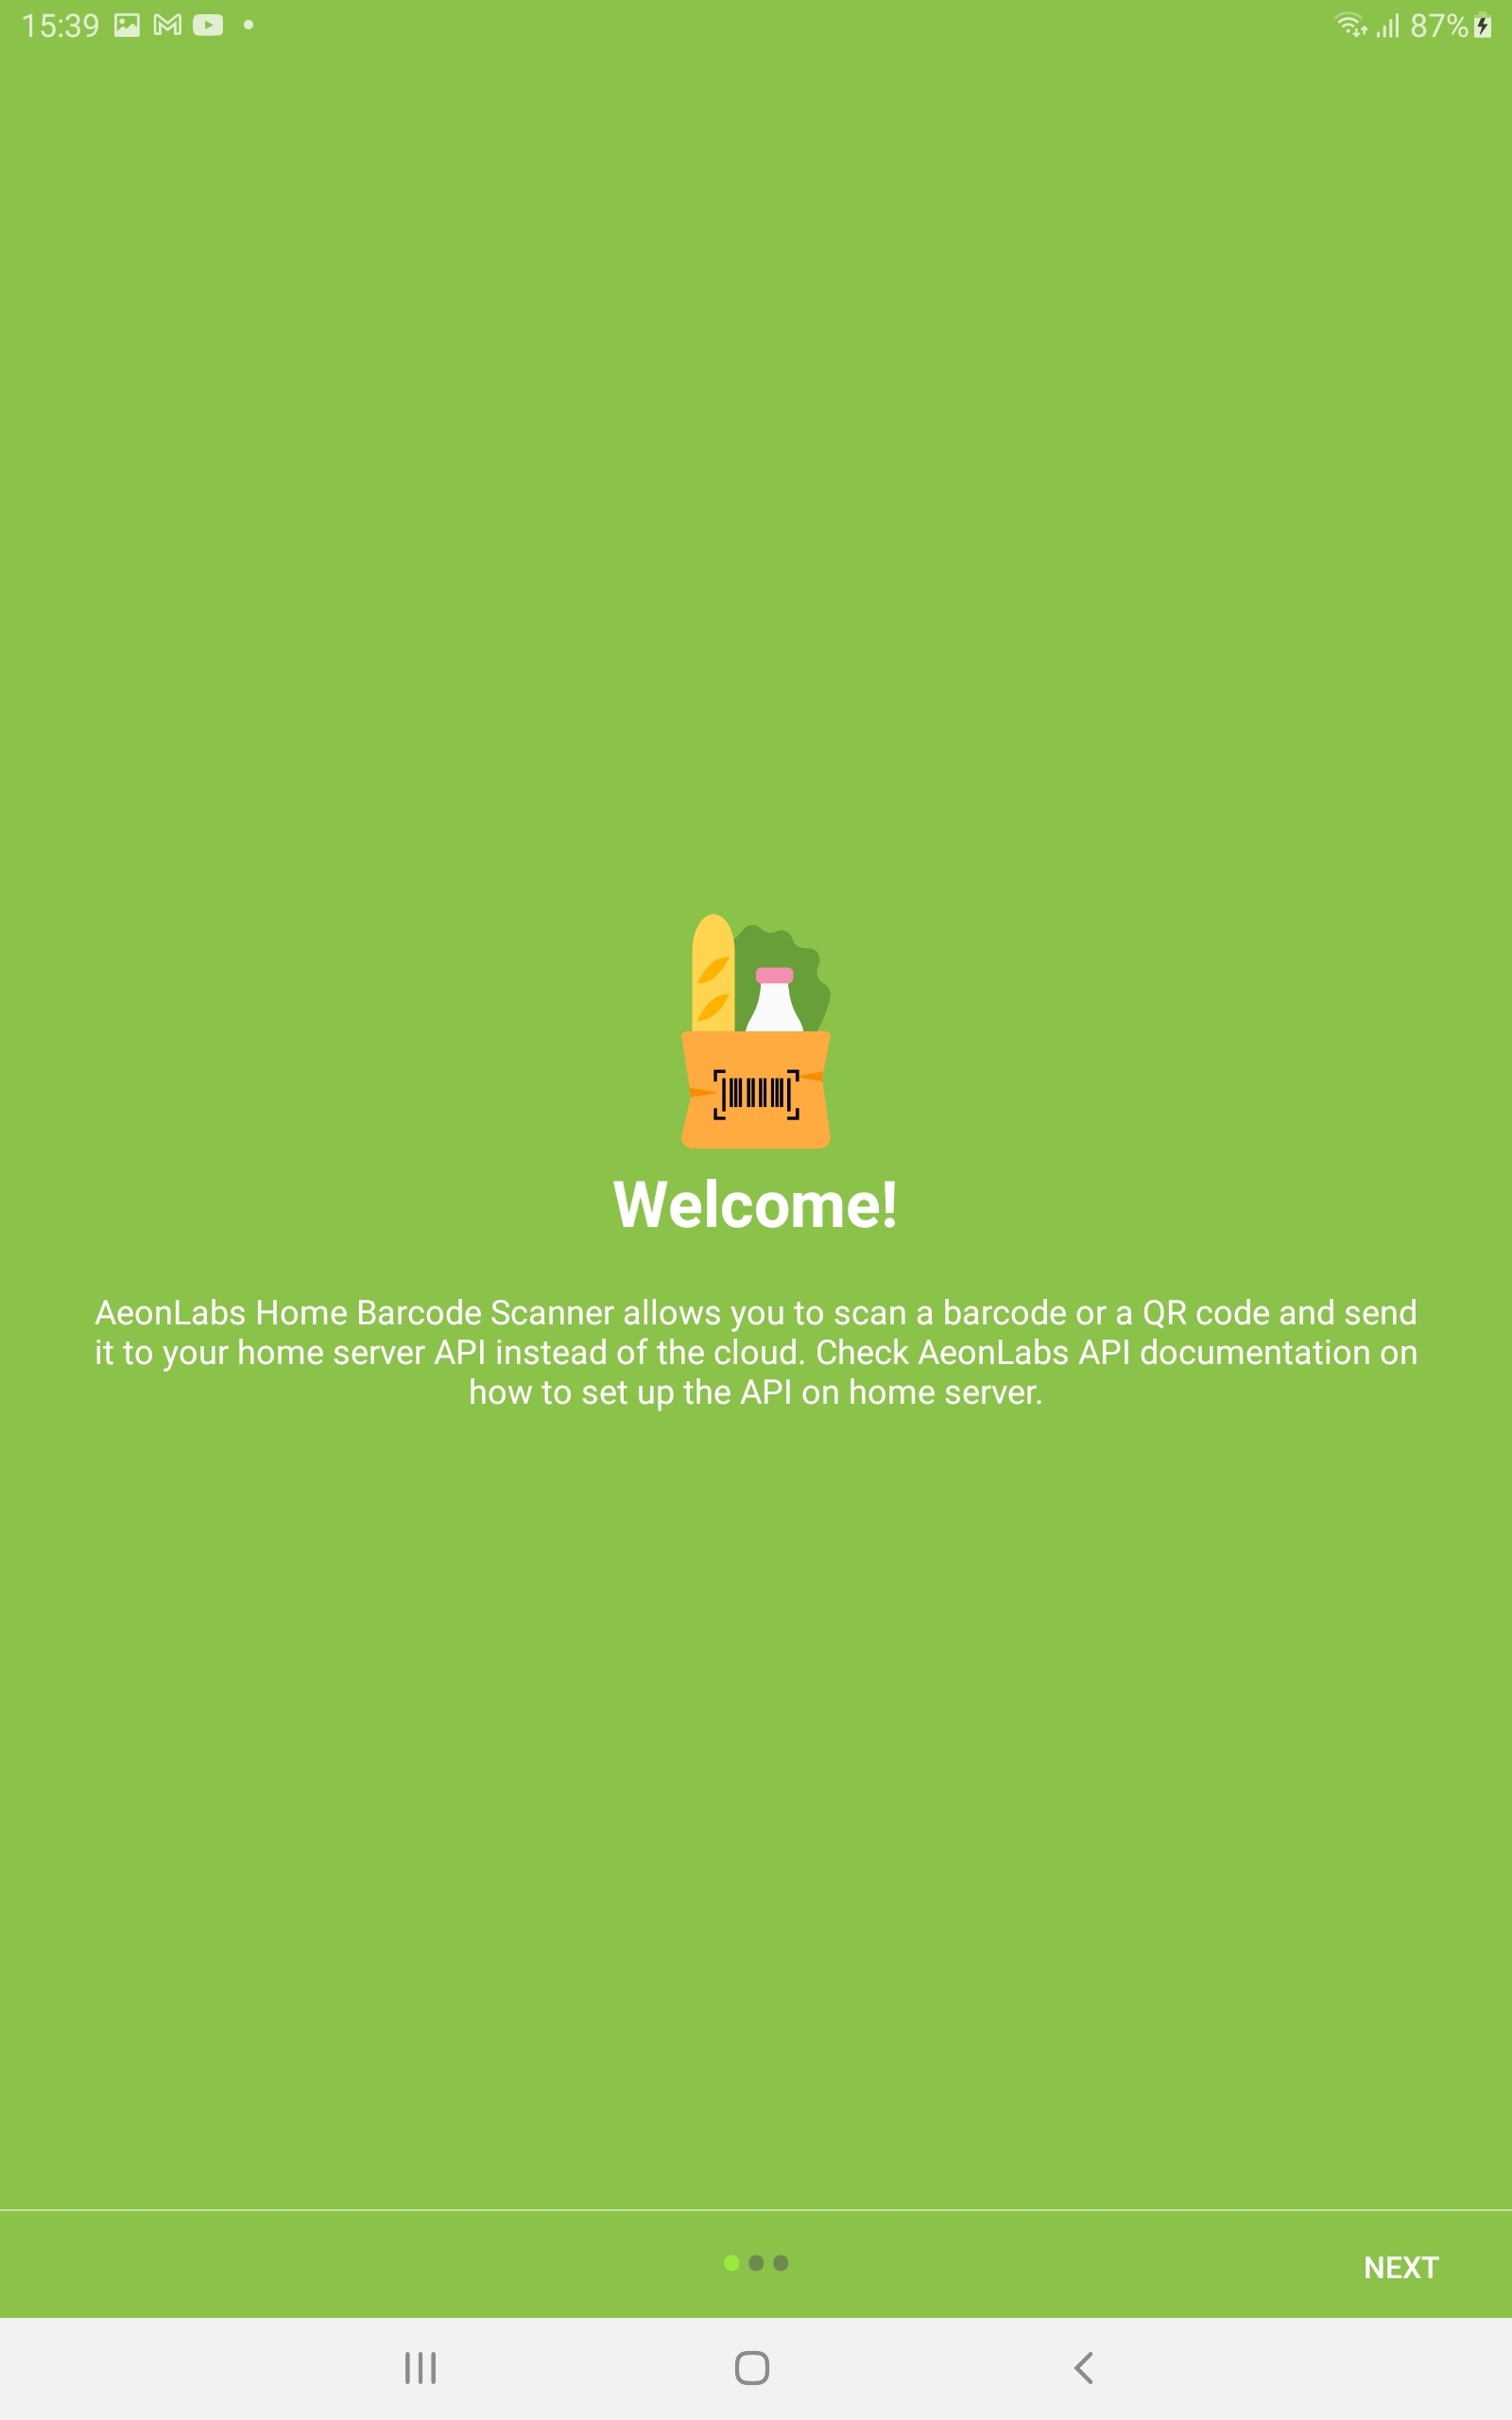 15:39
87%
Welcome!
AeonLabs Home Barcode Scanner allows you to scan a barcode or a QR code and send
it to your home server API instead of the cloud. Check AeonLabs API documentation on
how to set up the API on home server.
NEXT